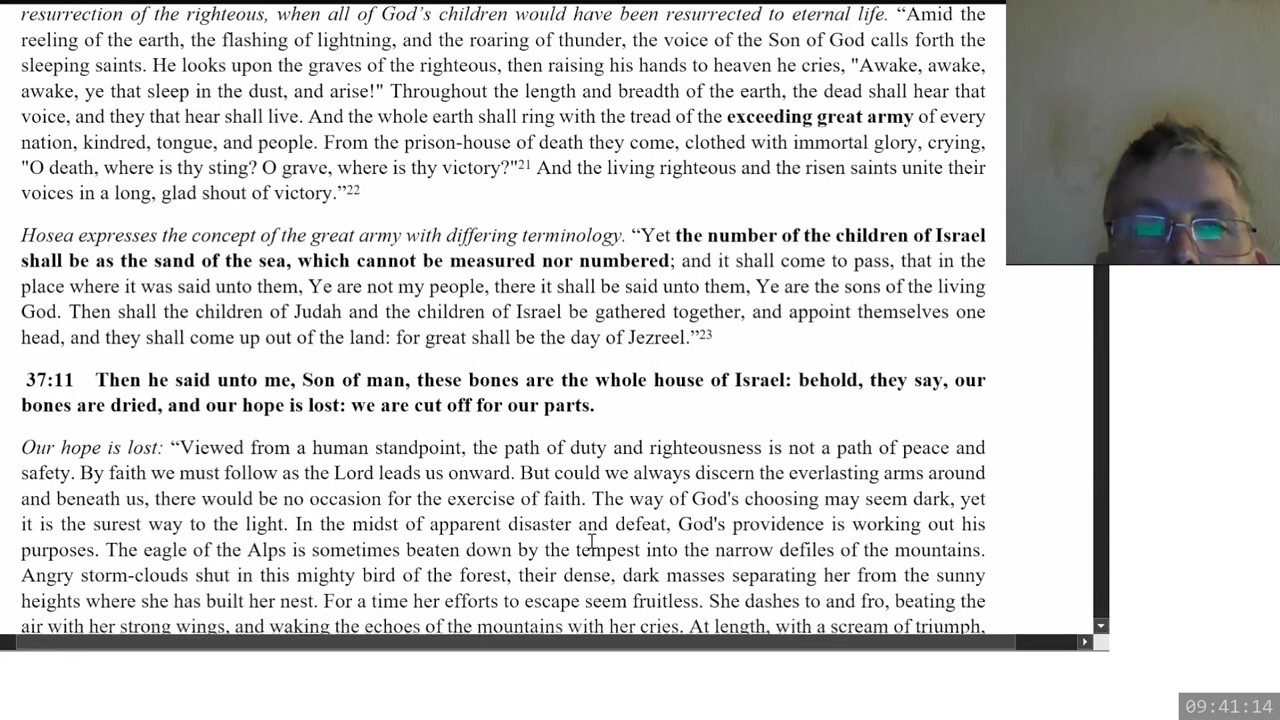 resurrection of the righteous, when all of God’s children would have been resurrected to eternal life. “Amid the
reeling of the earth, the flashing of lightning, and the roaring of thunder, the voice of the Son of God calls forth the
sleeping saints. He looks upon the graves of the righteous, then raising his hands to heaven he cries, "Awake, awake,
awake, ye that sleep in the dust, and arise!" Throughout the length and breadth of the earth, the dead shall hear that
voice, and they that hear shall live. And the whole earth shall ring with the tread of the exceeding great army of every
nation, kindred, tongue, and people. From the prison-house of death they come, clothed with immortal glory, crying,
"O death, where is thy sting? O grave, where is thy victory?"21 And the living righteous and the risen saints unite their
voices in a long, glad shout of victory.”22
Hosea expresses the concept of the great army with differing terminology. “Yet the number of the children of Israel
shall be as the sand of the sea, which cannot be measured nor numbered; and it shall come to pass, that in the
place where it was said unto them, Ye are not my people, there it shall be said unto them, Ye are the sons of the living
God. Then shall the children of Judah and the children of Israel be gathered together, and appoint themselves one
head, and they shall come up out of the land: for great shall be the day of Jezreel.”23
37:11 Then he said unto me, Son of man, these bones are the whole house of Israel: behold, they say, our
bones are dried, and our hope is lost: we are cut off for our parts.
Our hope is lost: “Viewed from a human standpoint, the path of duty and righteousness is not a path of peace and
safety. By faith we must follow as the Lord leads us onward. But could we always discern the everlasting arms around
and beneath us, there would be no occasion for the exercise of faith. The way of God's choosing may seem dark, yet
it is the surest way to the light. In the midst of apparent disaster and defeat, God's providence is working out his
purposes. The eagle of the Alps is sometimes beaten down by the tempest into the narrow defiles of the mountains.
Angry storm-clouds shut in this mighty bird of the forest, their dense, dark masses separating her from the sunny
heights where she has built her nest. For a time her efforts to escape seem fruitless. She dashes to and fro, beating the
air with her strong wings, and waking the echoes of the mountains with her cries. At length, with a scream of triumph,
09:41:14